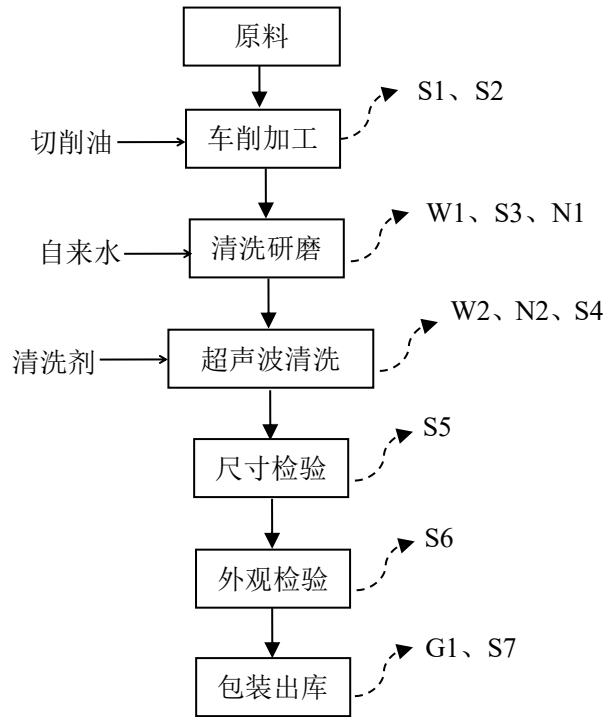 原料
S1、S2
切削油
车削加工
W1、S3、N1
自来水
清洗研磨
W2、N2、S4
清洗剂
超声波清洗
S5
尺寸检验
S6
外观检验
G1、S7
包装出库